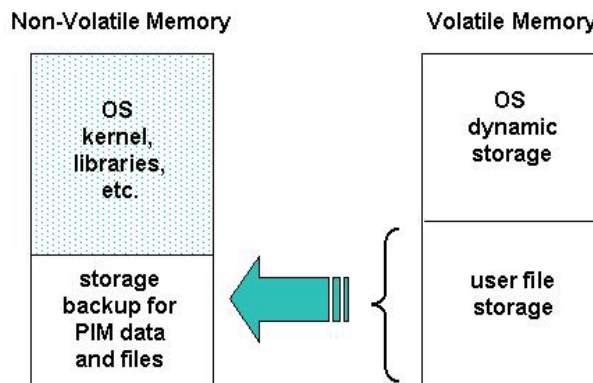 Non-Volatile Memory
OS
kernel,
libraries,
etc.
storage
backup for
PIM data
and files
Volatile Memory
OS
dynamic
storage
user file
storage